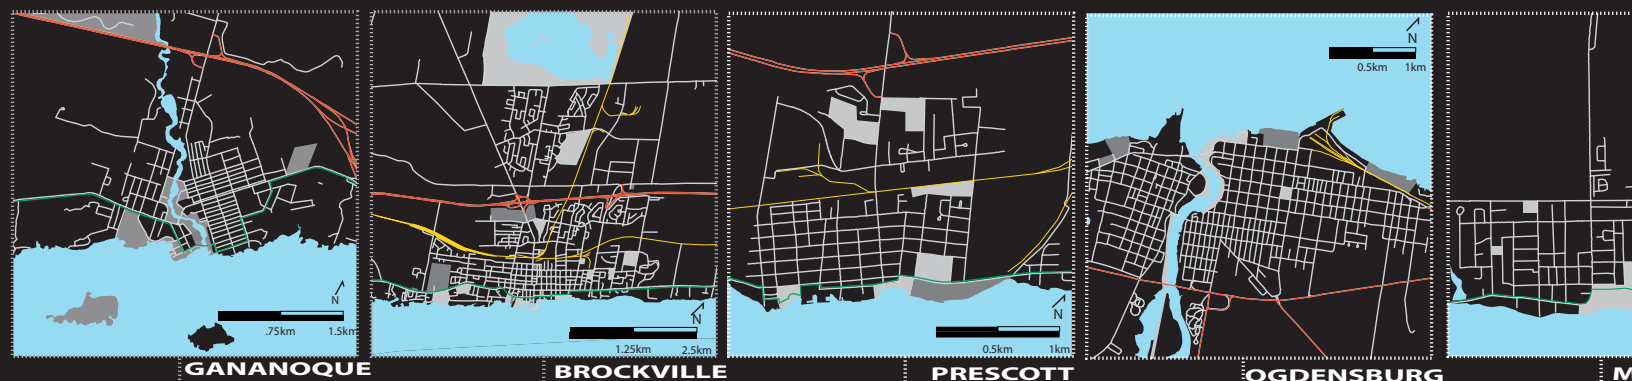 N
.75km 1.5km
GANANOQUE
N
1.25km 2.5km
BROCKVILLE
N
0.5km 1km
PRESCOTT
N
0.5km 1km
OGDENSBURG